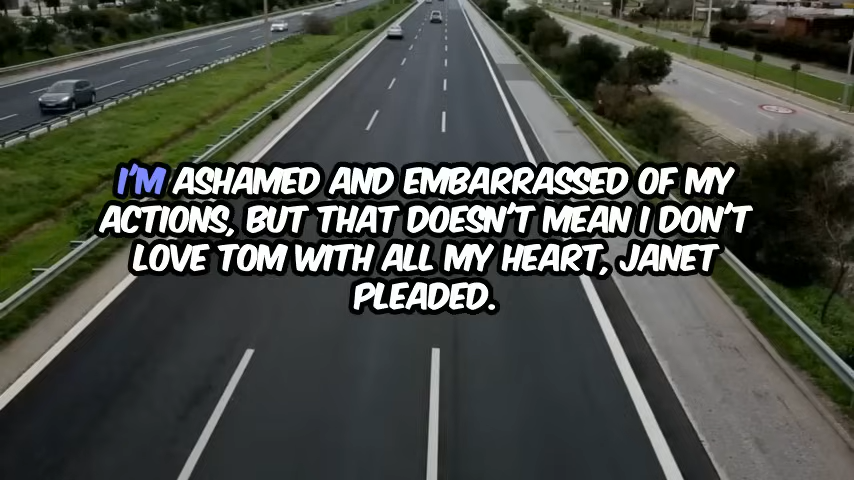 I'M ASHAMED AND EMBARRASSED OF MY
ACTIONS, BUT THAT DOESN'T MEAN I DON'T
LOVE TOM WITH ALL MY HEART, JANET
PLEADED.